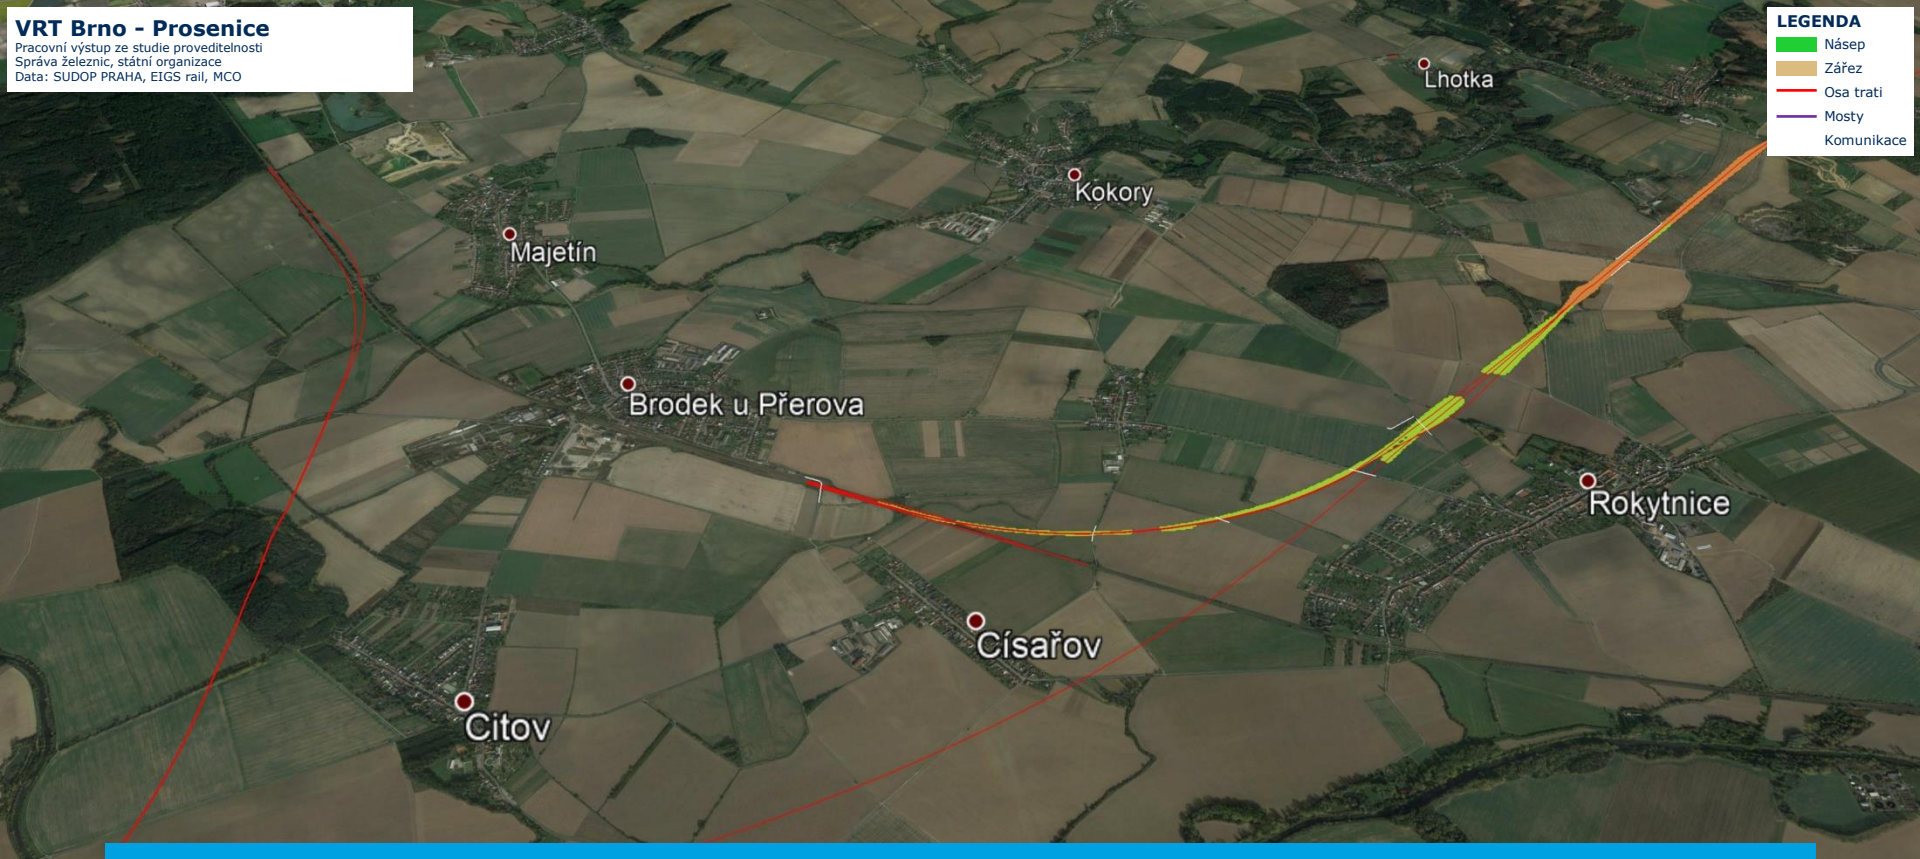 VRT Brno - Prosenice
Pracovní výstup ze studie proveditelnosti
Správa železnic, státní organizace
Data: SUDOP PRAHA, EIGS rail, MCO
LEGENDA
Násep
Zářez
Osa trati
Mosty
Komunikace
Lhotka
Kokory
Majetín
Brodek u Přerova
Rokytnice
Císařov
Citov